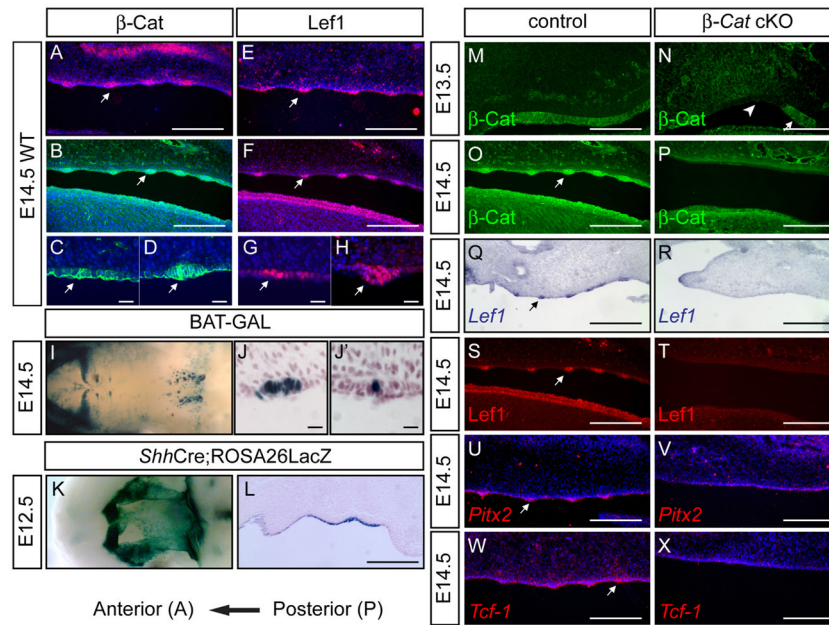 β-Cat
Lef1
control
β-Cat cKO
E14.5 WT
A
E
B
F
C
D
G
H
BAT-GAL
E14.5
I
J
J'
ShhCre;ROSA26LacZ
E12.5
K
L
Anterior (A)
Posterior (P)
E13.5
M
β-Cat
N
β-Cat
E14.5
O
β-Cat
P
β-Cat
E14.5
Q
Lef1
R
Lef1
E14.5
S
Lef1
T
Lef1
E14.5
U
Pitx2
V
Pitx2
E14.5
W
Tcf-1
X
Tcf-1